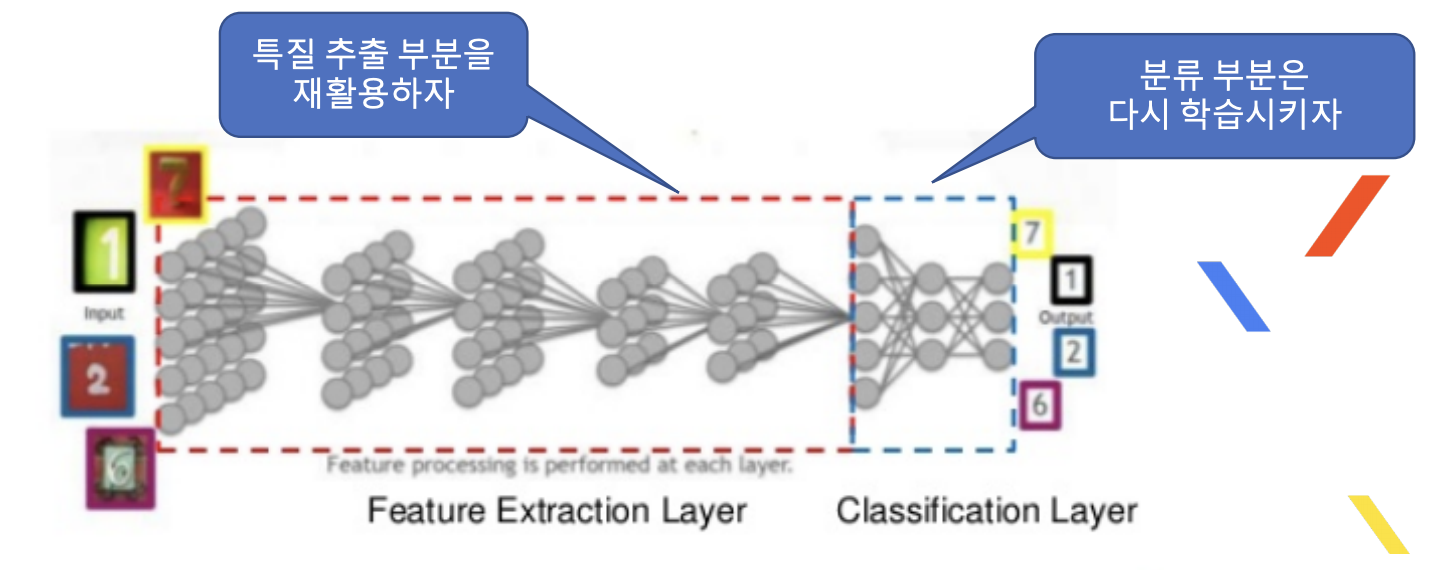 특질 추출 부분을
재활용하자
분류 부분은
다시 학습시키자
7
1
Input
2
6
7
1
Output
2
6
Feature processing is performed at each layer.
Feature Extraction Layer
Classification Layer